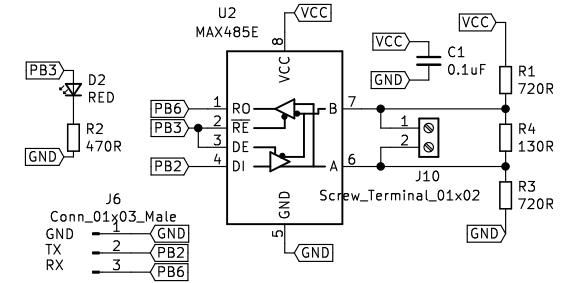 U2
MAX485E
VCC
8
VCC
PB3
D2
RED
R2
470R
GND
PB6
1
RO
PB3
2
RE
3
DE
PB2
4
DI
B
7
A
6
GND
5
GND
VCC
C1
0.1uF
GND
1
2
J10
Screw_Terminal_01x02
VCC
R1
720R
R4
130R
R3
720R
GND
J6
Conn_01x03_Male
GND
1
GND
TX
2
PB2
RX
3
PB6